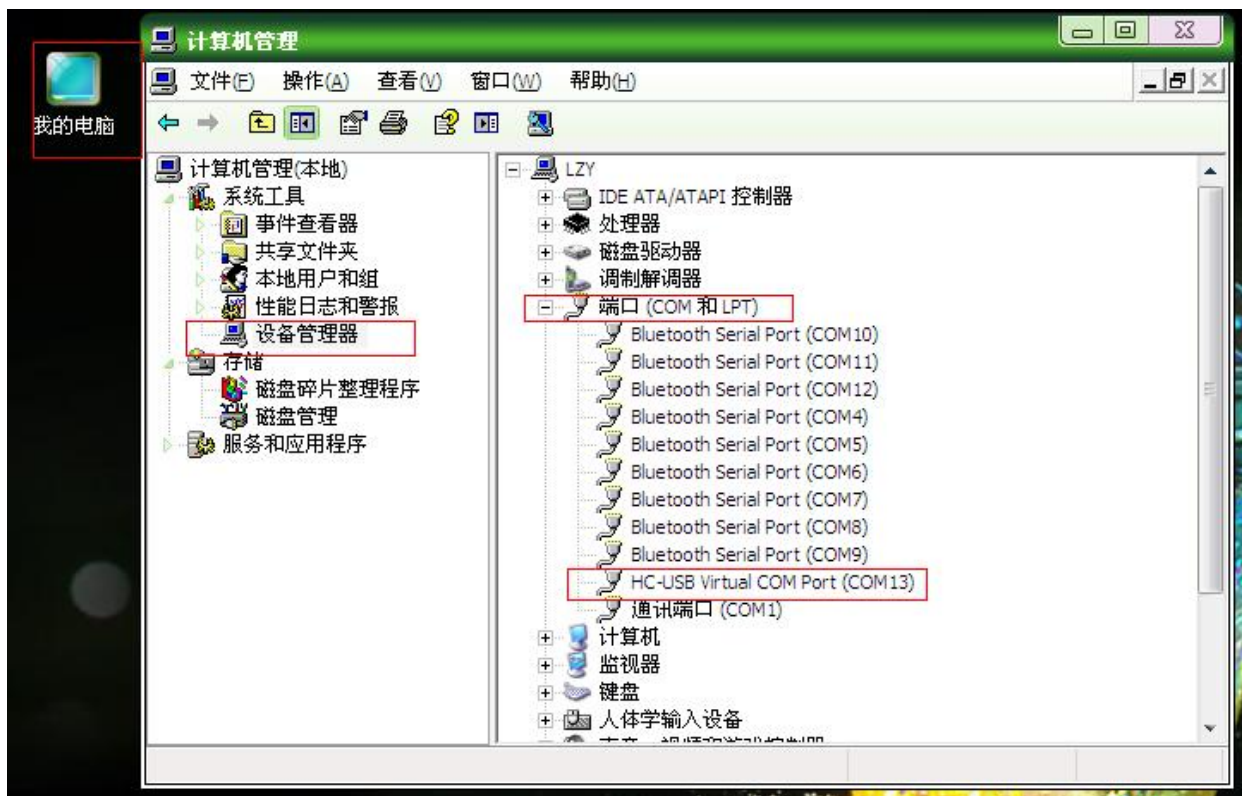 我的电脑
计算机管理
文件(F) 操作(A) 查看(V) 窗口(W) 帮助(H)
计算机管理(本地)
系统工具
事件查看器
共享文件夹
本地用户和组
性能日志和警报
设备管理器
存储
磁盘碎片整理程序
磁盘管理
服务和应用程序
LZY
IDE ATA/ATAPI 控制器
处理器
磁盘驱动器
调制解调器
端口 (COM 和 LPT)
Bluetooth Serial Port (COM10)
Bluetooth Serial Port (COM11)
Bluetooth Serial Port (COM12)
Bluetooth Serial Port (COM4)
Bluetooth Serial Port (COM5)
Bluetooth Serial Port (COM6)
Bluetooth Serial Port (COM7)
Bluetooth Serial Port (COM8)
Bluetooth Serial Port (COM9)
HC-USB Virtual COM Port (COM13)
通讯端口 (COM1)
计算机
监视器
键盘
人体学输入设备